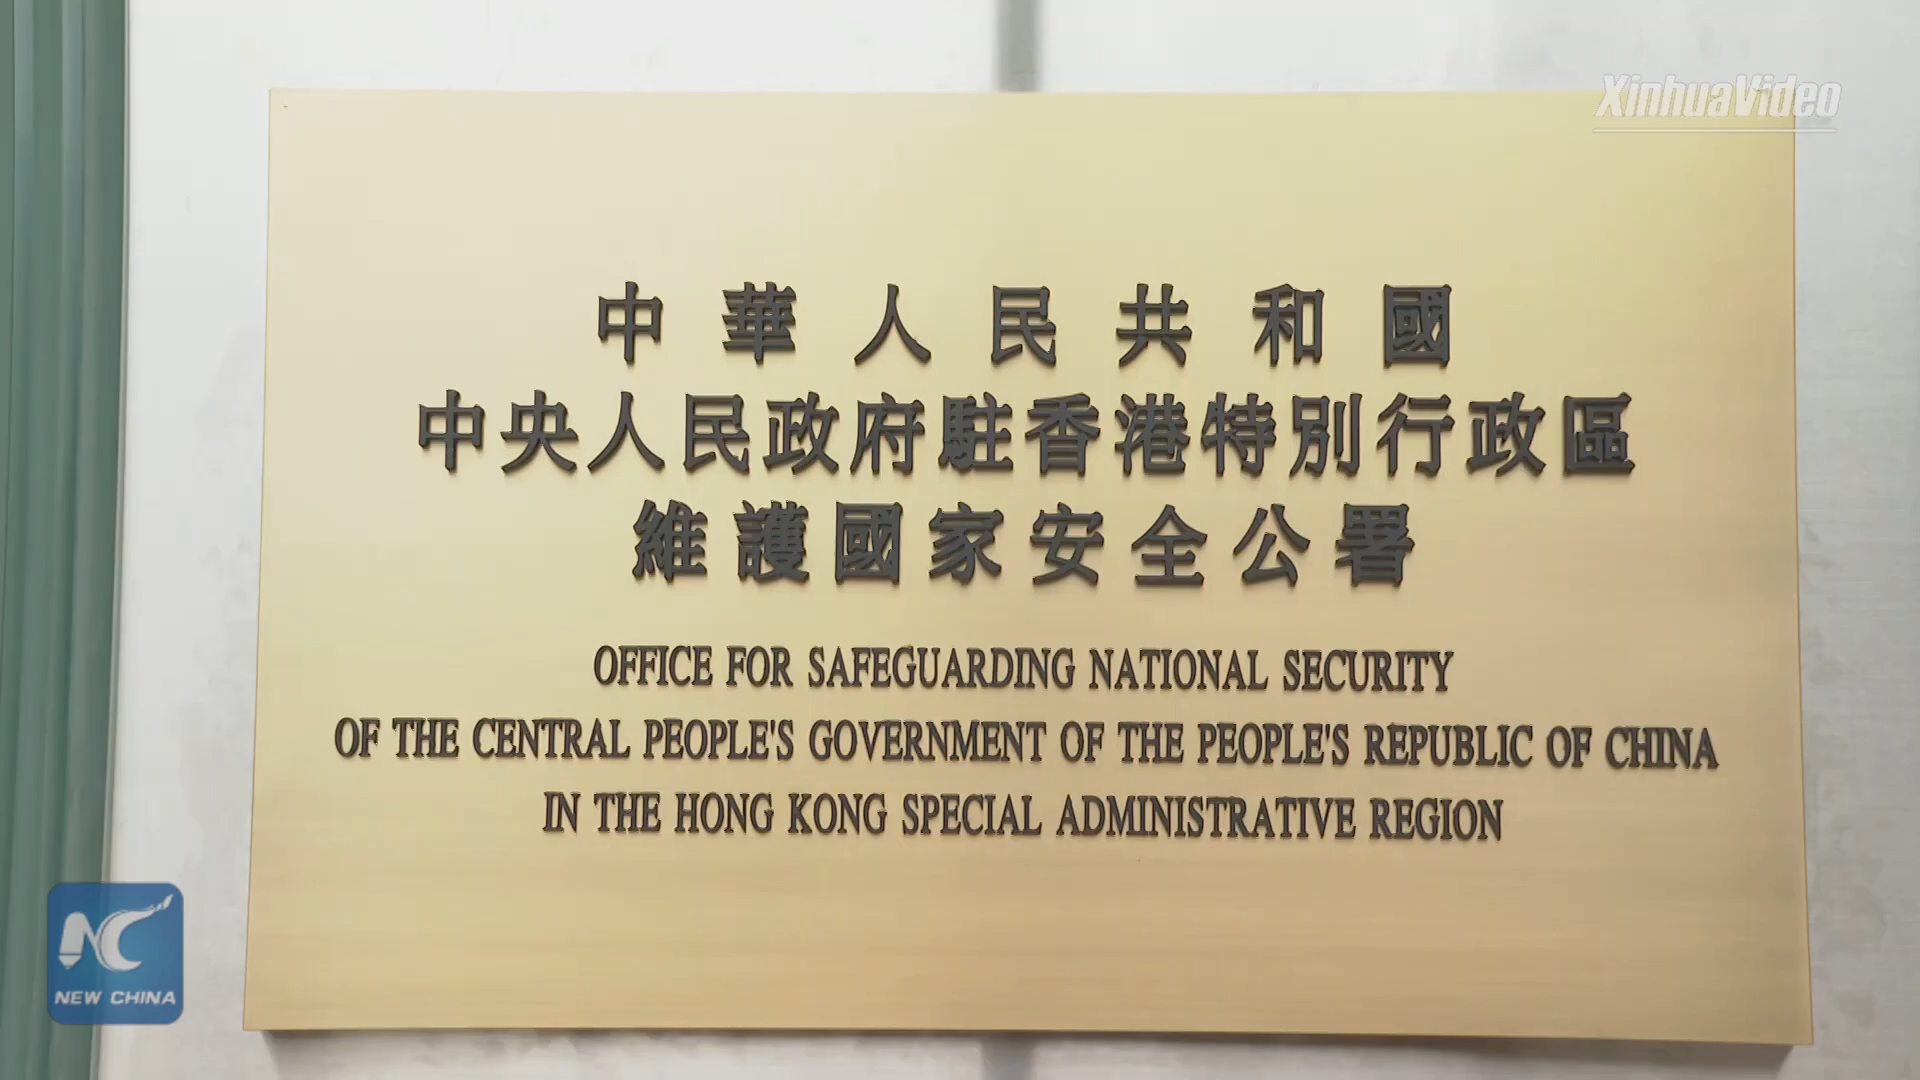 XinhuaVideo
中華人民共和國
中央人民政府駐香港特別行政區
維護國家安全公署
OFFICE FOR SAFEGUARDING NATIONAL SECURITY
OF THE CENTRAL PEOPLE'S GOVERNMENT OF THE PEOPLE'S REPUBLIC OF CHINA
IN THE HONG KONG SPECIAL ADMINISTRATIVE REGION
NC
NEW CHINA